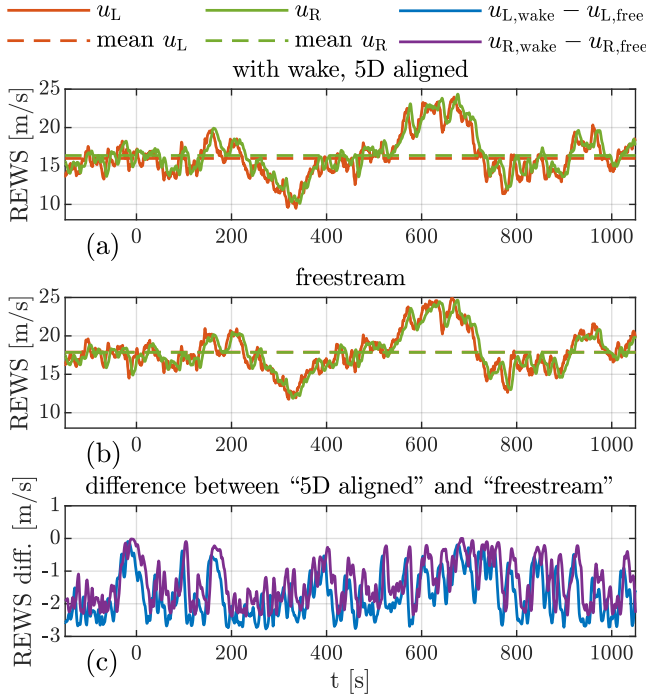 u_L u_R u_L,wake − u_L,free
mean u_L mean u_R u_R,wake − u_R,free
with wake, 5D aligned
REWS [m/s]
25
20
15
10
0 200 400 600 800 1000
(a)
freestream
REWS [m/s]
25
20
15
10
0 200 400 600 800 1000
(b)
difference between “5D aligned” and “freestream”
REWS diff. [m/s]
1
0
-1
-2
-3
0 200 400 600 800 1000
(c)
t [s]